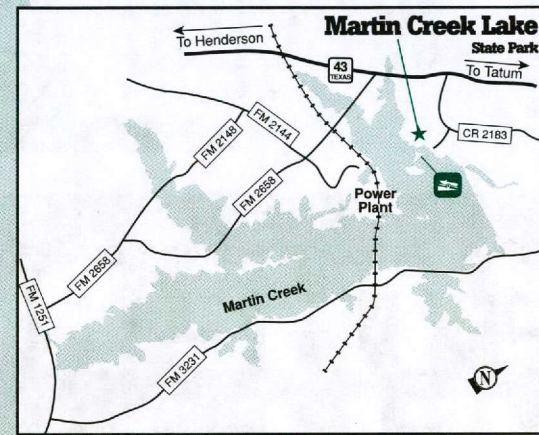 Martin Creek Lake
State Park
To Henderson
To Tatum
43
TEXAS
FM 2144
FM 2148
CR 2183
FM 2658
Power
Plant
FM 2658
FM 1251
Martin Creek
FM 3231
N